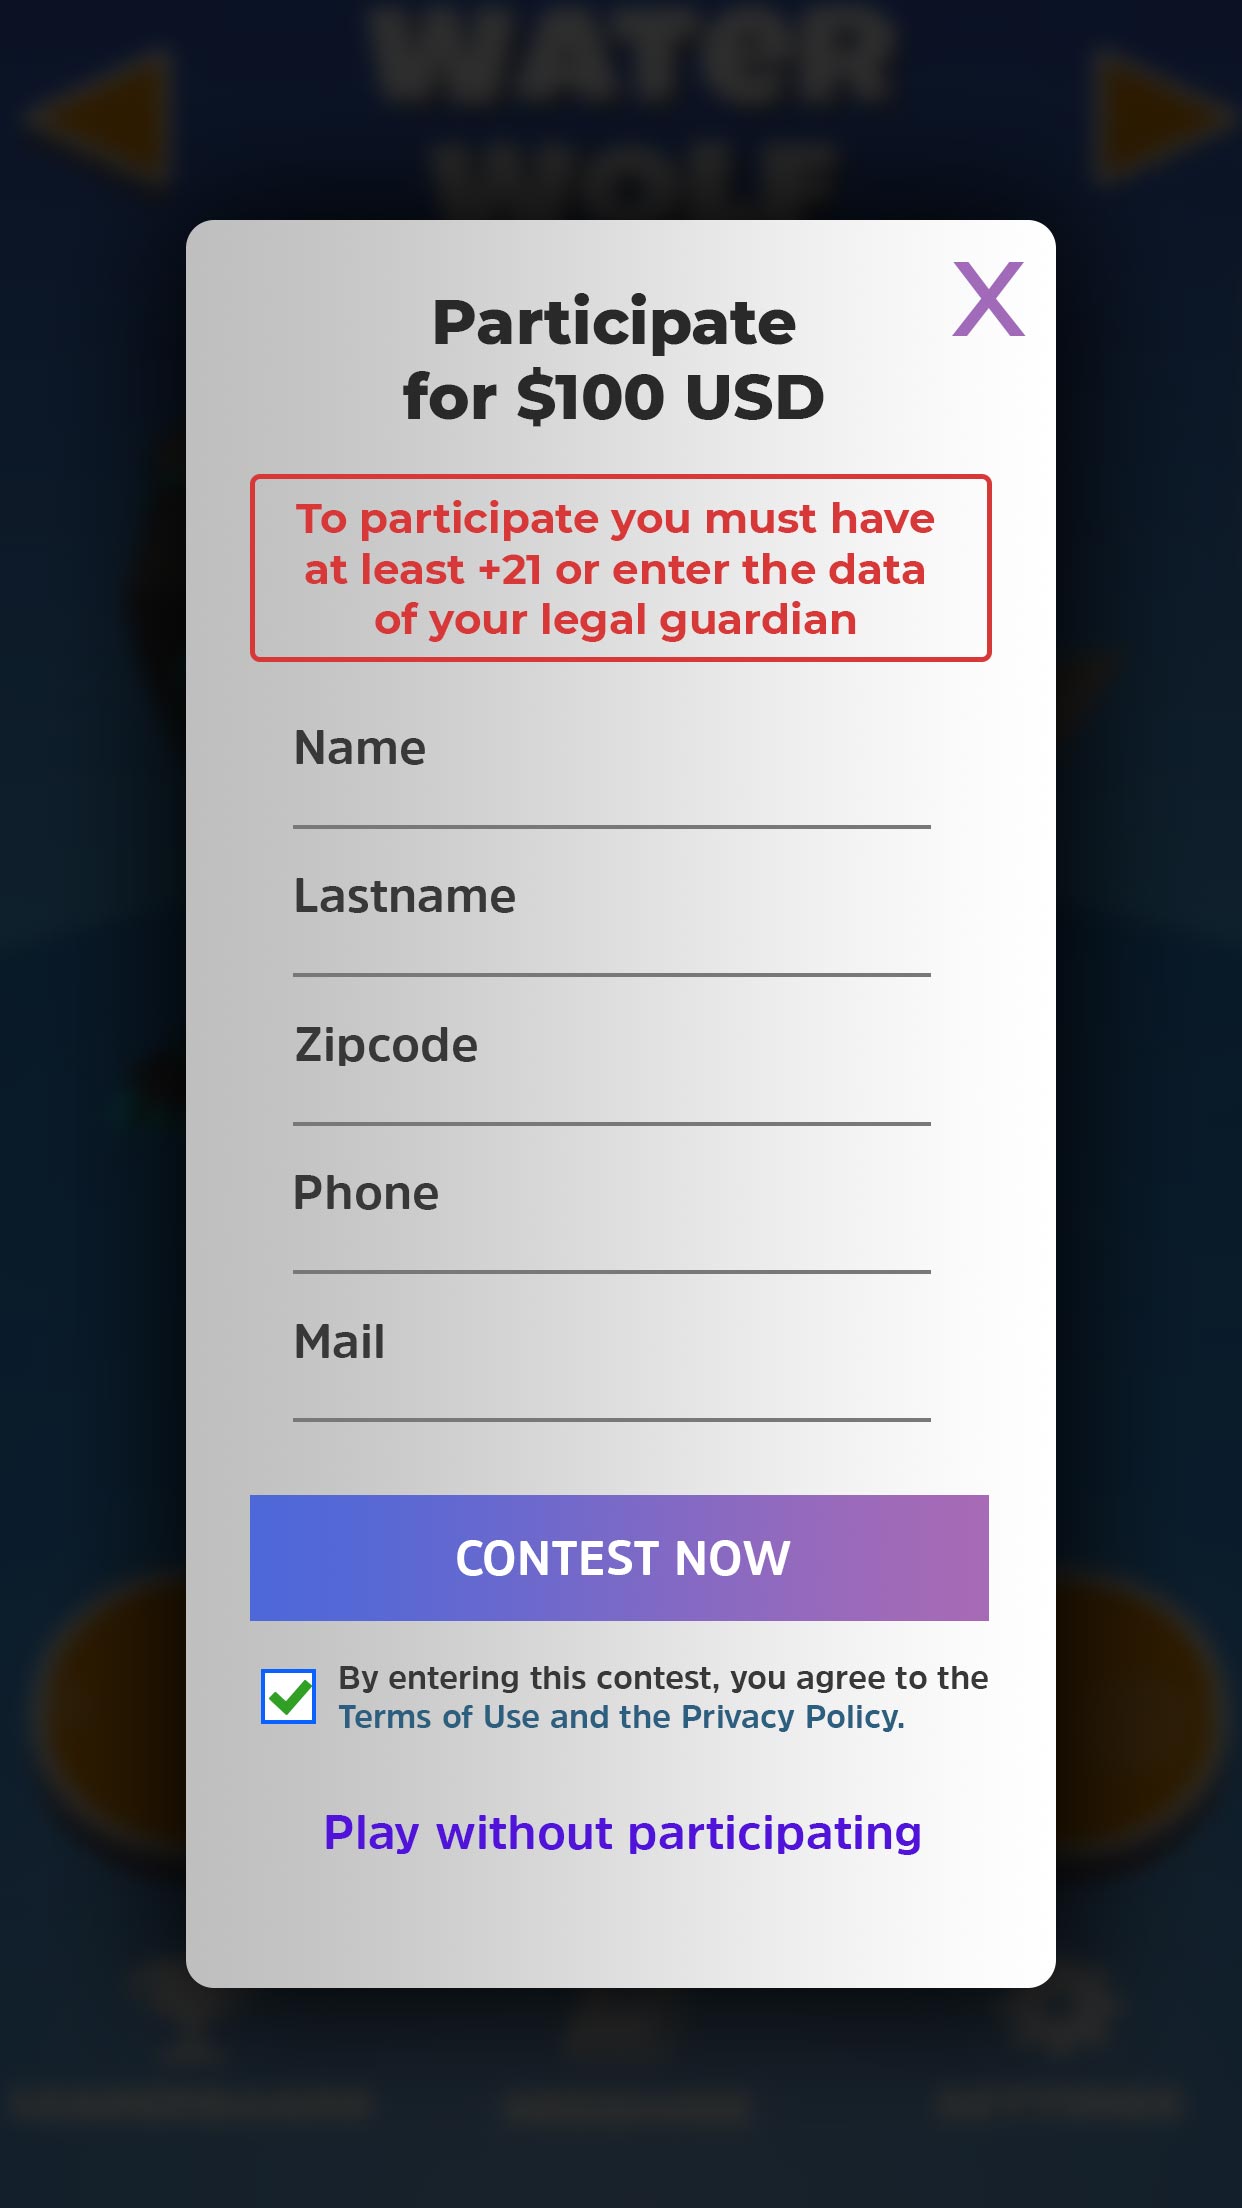 WATER
WOLF
X
Participate
for $100 USD
To participate you must have
at least +21 or enter the data
of your legal guardian
Name
Lastname
Zipcode
Phone
Mail
CONTEST NOW
By entering this contest, you agree to the
Terms of Use and the Privacy Policy.
Play without participating